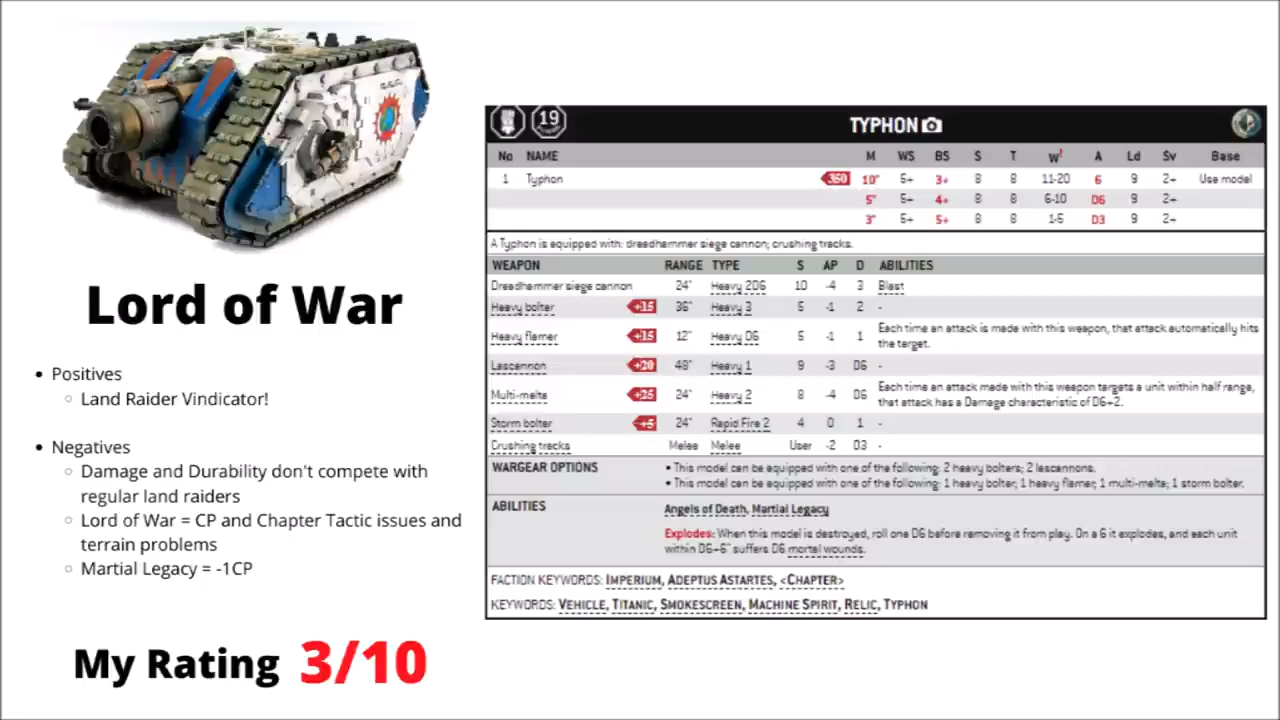 Lord of War
• Positives
○ Land Raider Vindicator!
• Negatives
○ Damage and Durability don't compete with
regular land raiders
○ Lord of War = CP and Chapter Tactic issues and
terrain problems
○ Martial Legacy = -1CP
My Rating 3/10
19
TYPHON
No NAME M WS BS S T W A Ld Sv Base
1 Typhon 350 10" 5+ 3+ 8 8 11-20 6 9 2+ Use model
5" 5+ 4+ 8 8 6-10 D6 9 2+
3" 5+ 5+ 8 8 1-5 D3 9 2+
A Typhon is equipped with: dreadhammer siege cannon; crushing tracks.
WEAPON RANGE TYPE S AP D ABILITIES
Dreadhammer siege cannon 24" Heavy 2D6 10 -4 3 Blast
Heavy bolter +15 36" Heavy 3 5 -1 2 -
Heavy flamer +15 12" Heavy D6 5 -1 1 Each time an attack is made with this weapon, that attack automatically hits
the target.
Lascannon +20 48" Heavy 1 9 -3 D6 -
Multi-melta +25 24" Heavy 2 8 -4 D6 Each time an attack made with this weapon targets a unit within half range,
that attack has a Damage characteristic of D6+2.
Storm bolter +5 24" Rapid Fire 2 4 0 1 -
Crushing tracks Melee Melee User -2 D3 -
WARGEAR OPTIONS • This model can be equipped with one of the following: 2 heavy bolters; 2 lascannons.
• This model can be equipped with one of the following: 1 heavy bolter; 1 heavy flamer; 1 multi-melta; 1 storm bolter.
ABILITIES Angels of Death, Martial Legacy
Explodes: When this model is destroyed, roll one D6 before removing it from play. On a 6 it explodes, and each unit
within D6+6" suffers D6 mortal wounds.
FACTION KEYWORDS: IMPERIUM, ADEPTUS ASTARTES, <CHAPTER>
KEYWORDS: VEHICLE, TITANIC, SMOKESCREEN, MACHINE SPIRIT, RELIC, TYPHON